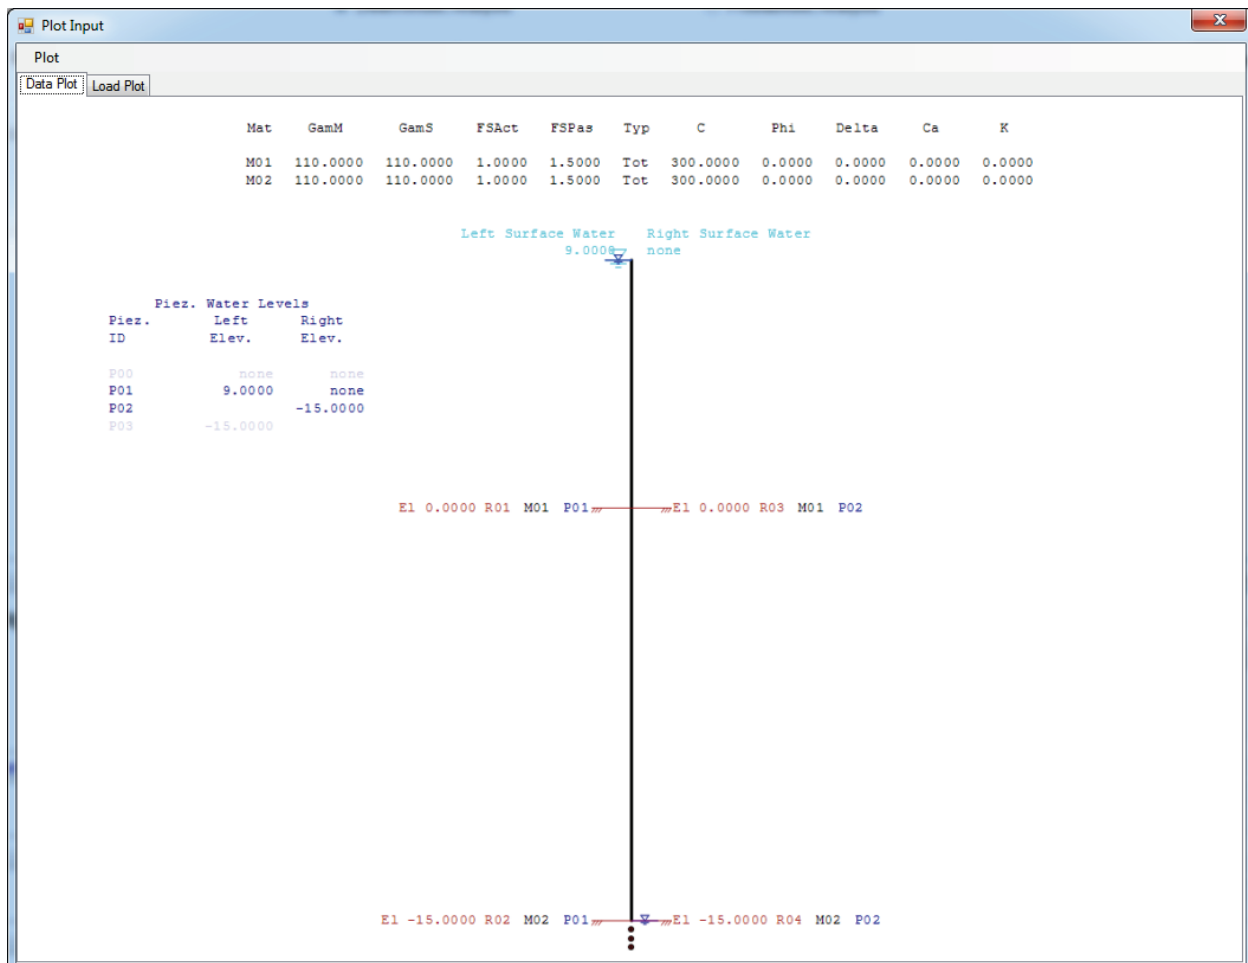 Plot Input
Plot
Data Plot Load Plot
Mat GamM GamS FSAct FSPas Typ C Phi Delta Ca K
M01 110.0000 110.0000 1.0000 1.5000 Tot 300.0000 0.0000 0.0000 0.0000 0.0000
M02 110.0000 110.0000 1.0000 1.5000 Tot 300.0000 0.0000 0.0000 0.0000 0.0000
Left Surface Water Right Surface Water
9.0000 none
Piez. Water Levels
Piez. Left Right
ID Elev. Elev.
P00 none none
P01 9.0000 none
P02 -15.0000
P03 -15.0000
El 0.0000 R01 M01 P01 El 0.0000 R03 M01 P02
El -15.0000 R02 M02 P01 El -15.0000 R04 M02 P02